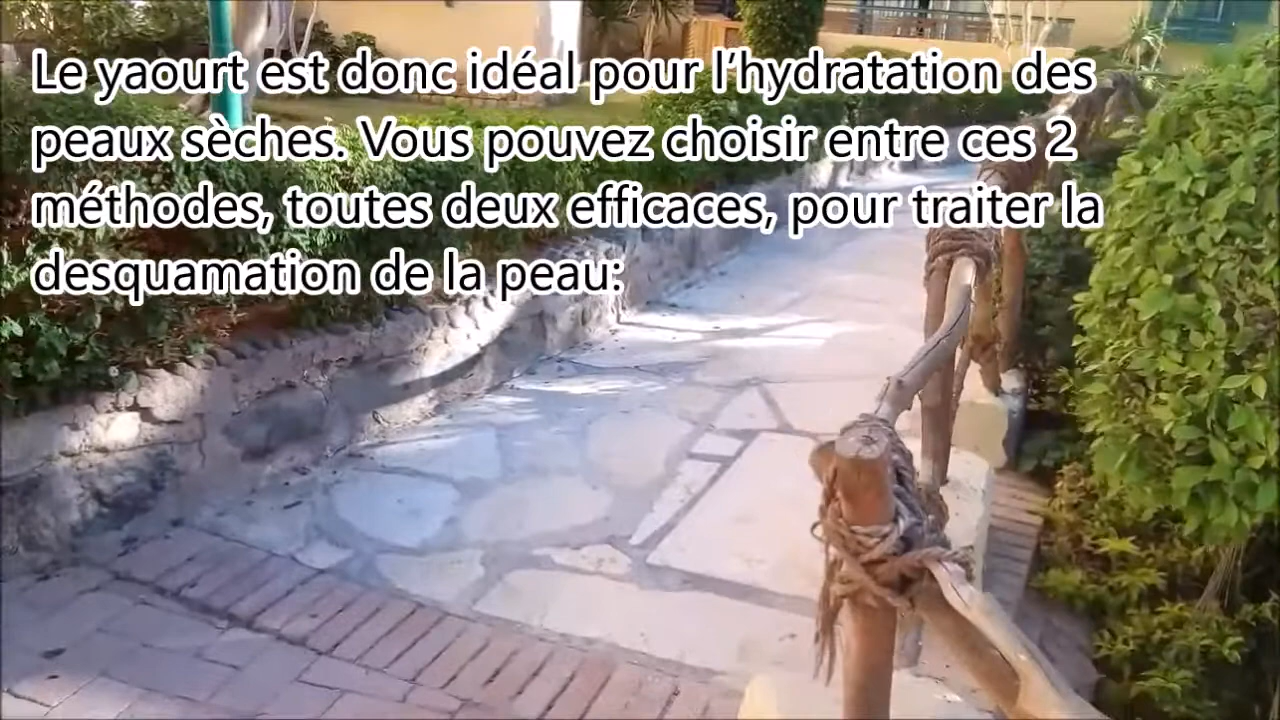 Le yaourt est donc idéal pour l’hydratation des
peaux sèches. Vous pouvez choisir entre ces 2
méthodes, toutes deux efficaces, pour traiter la
desquamation de la peau: